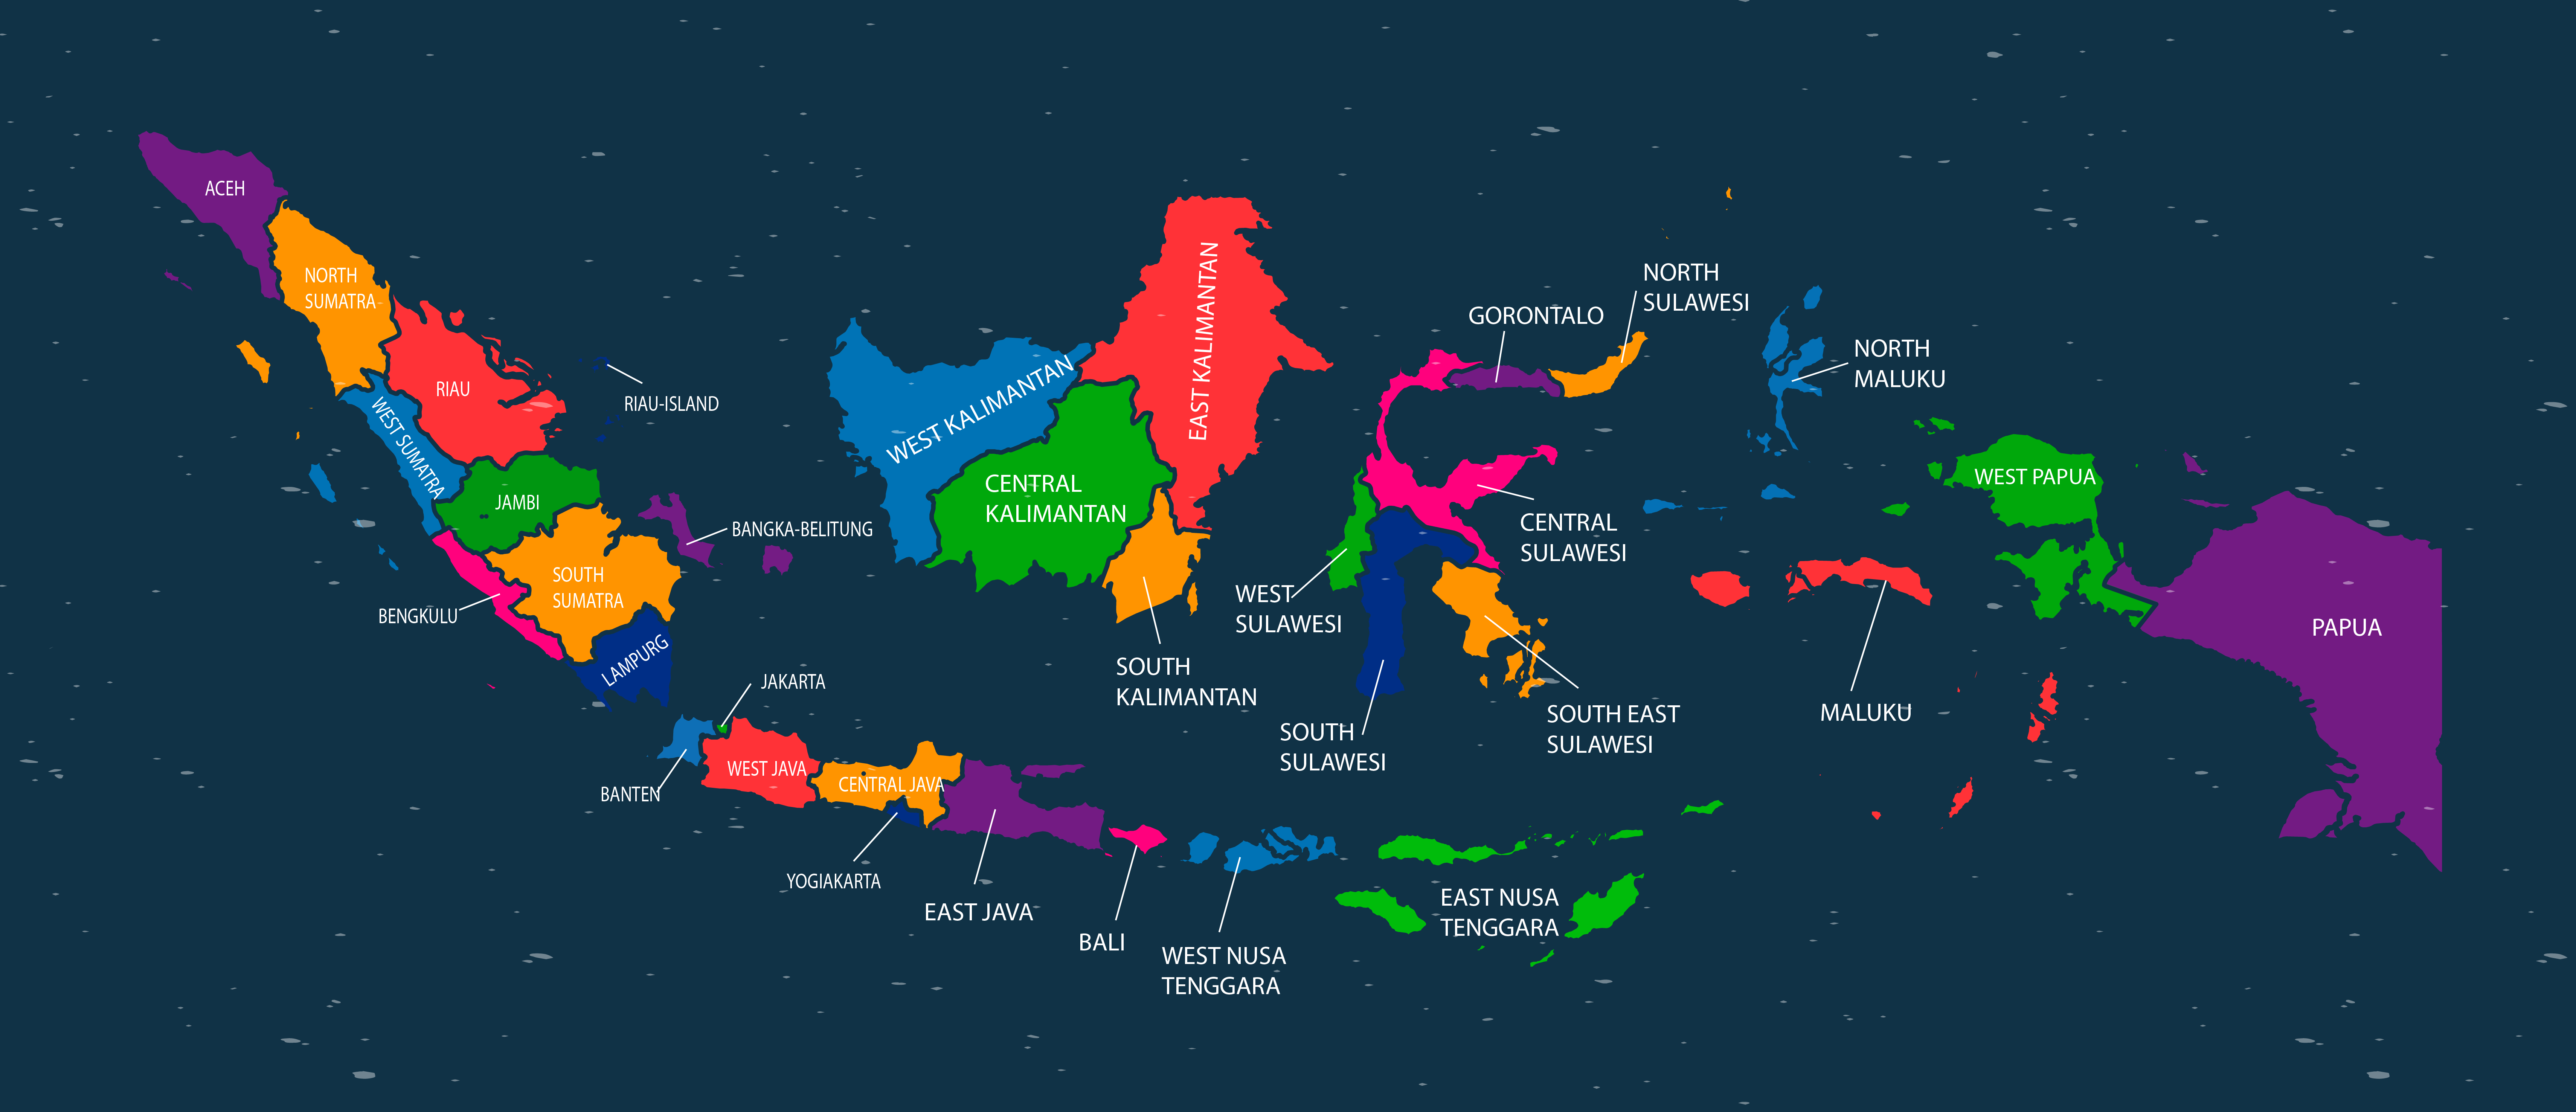 ACEH
NORTH
SUMATRA
RIAU
RIAU-ISLAND
WEST SUMATRA
JAMBI
BANGKA-BELITUNG
SOUTH
SUMATRA
BENGKULU
LAMPURG
JAKARTA
BANTEN
WEST JAVA
CENTRAL JAVA
YOGIAKARTA
EAST JAVA
BALI
WEST NUSA
TENGGARA
EAST NUSA
TENGGARA
WEST KALIMANTAN
CENTRAL
KALIMANTAN
EAST KALIMANTAN
SOUTH
KALIMANTAN
GORONTALO
NORTH
SULAWESI
CENTRAL
SULAWESI
WEST
SULAWESI
SOUTH
SULAWESI
SOUTH EAST
SULAWESI
NORTH
MALUKU
MALUKU
WEST PAPUA
PAPUA